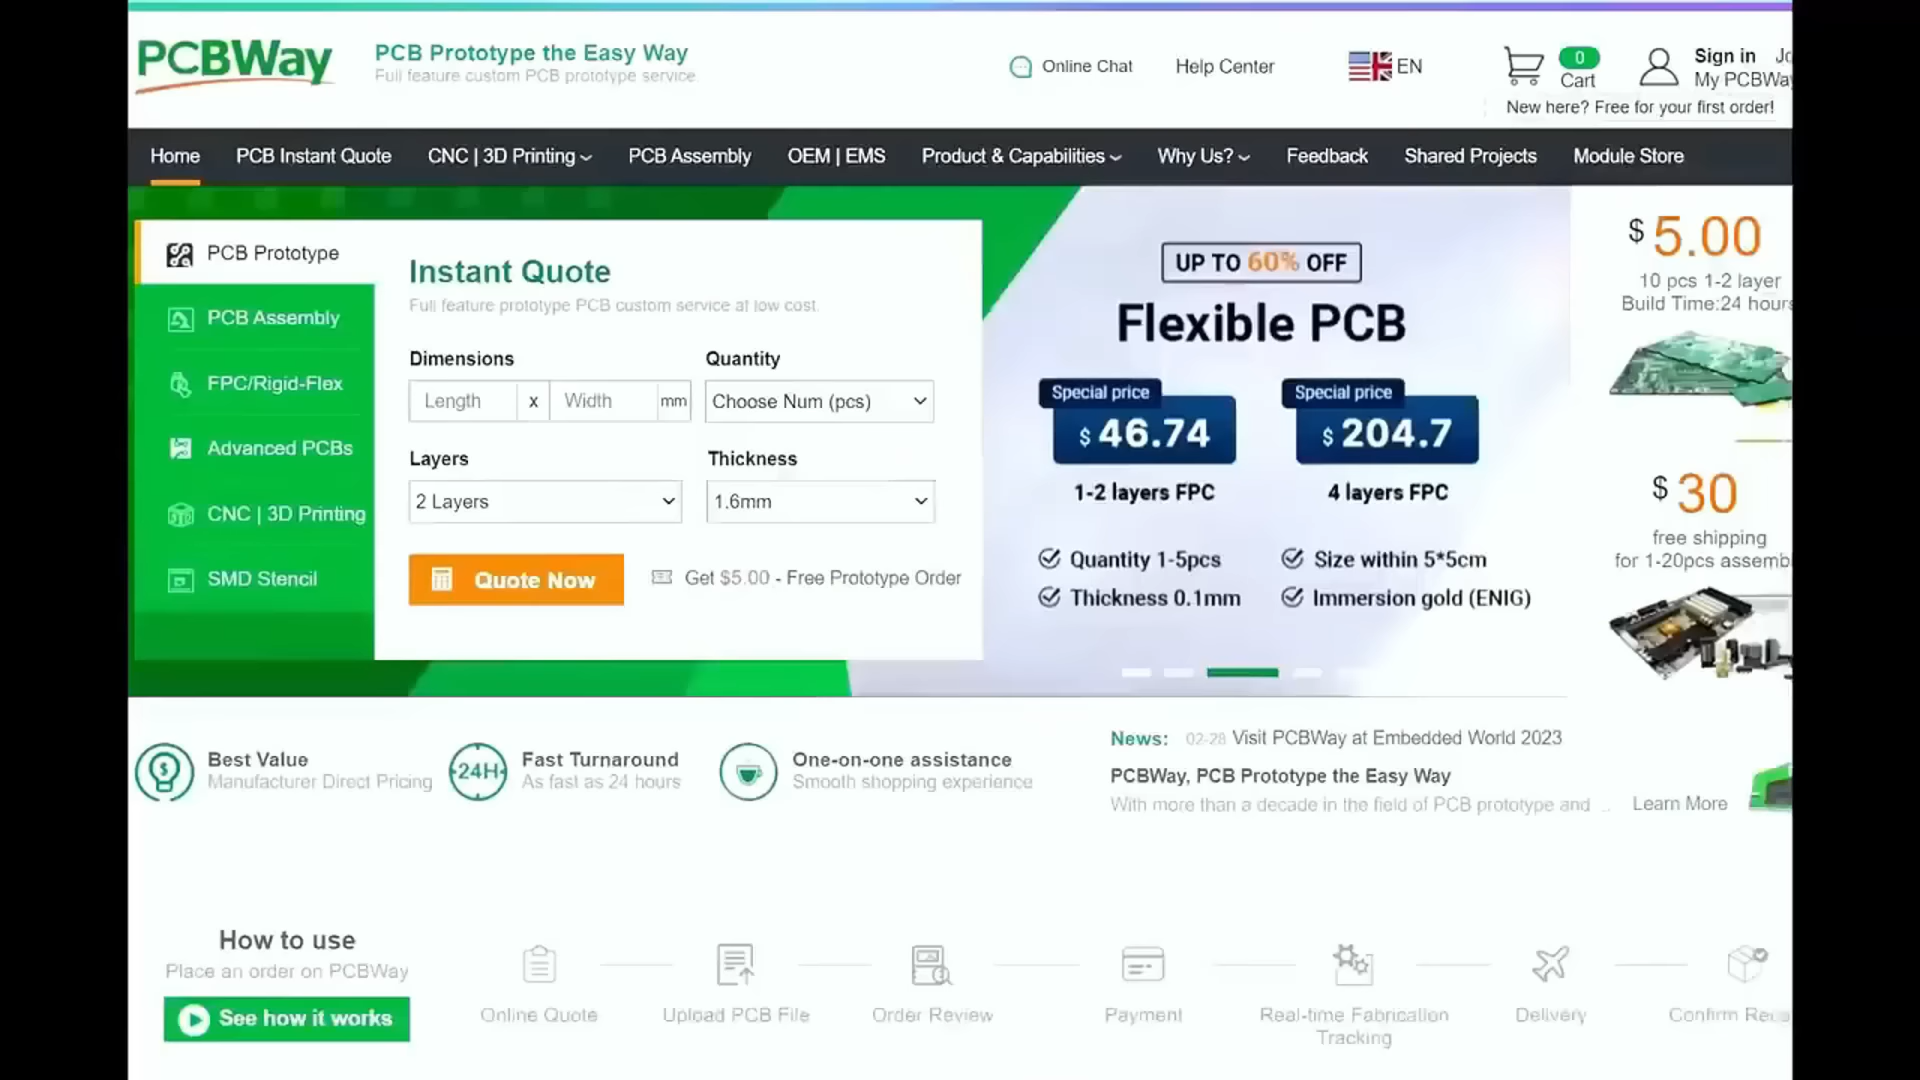 PCBWay
PCB Prototype the Easy Way
Full feature custom PCB prototype service
Online Chat
Help Center
EN
0
Cart
Sign in
My PCBWay
New here? Free for your first order!
Home
PCB Instant Quote
CNC | 3D Printing
PCB Assembly
OEM | EMS
Product & Capabilities
Why Us?
Feedback
Shared Projects
Module Store
PCB Prototype
PCB Assembly
FPC/Rigid-Flex
Advanced PCBs
CNC | 3D Printing
SMD Stencil
Instant Quote
Full feature prototype PCB custom service at low cost.
Dimensions
Quantity
Length x Width mm
Choose Num (pcs)
Layers
Thickness
2 Layers
1.6mm
Quote Now
Get $5.00 - Free Prototype Order
UP TO 60% OFF
Flexible PCB
Special price
$ 46.74
1-2 layers FPC
Special price
$ 204.7
4 layers FPC
Quantity 1-5pcs
Size within 5*5cm
Thickness 0.1mm
Immersion gold (ENIG)
$ 5.00
10 pcs 1-2 layer
Build Time:24 hours
$ 30
free shipping
for 1-20pcs assemb
Best Value
Manufacturer Direct Pricing
24H
Fast Turnaround
As fast as 24 hours
One-on-one assistance
Smooth shopping experience
News: 02-28 Visit PCBWay at Embedded World 2023
PCBWay, PCB Prototype the Easy Way
With more than a decade in the field of PCB prototype and ...
Learn More
How to use
Place an order on PCBWay
See how it works
Online Quote
Upload PCB File
Order Review
Payment
Real-time Fabrication
Tracking
Delivery
Confirm